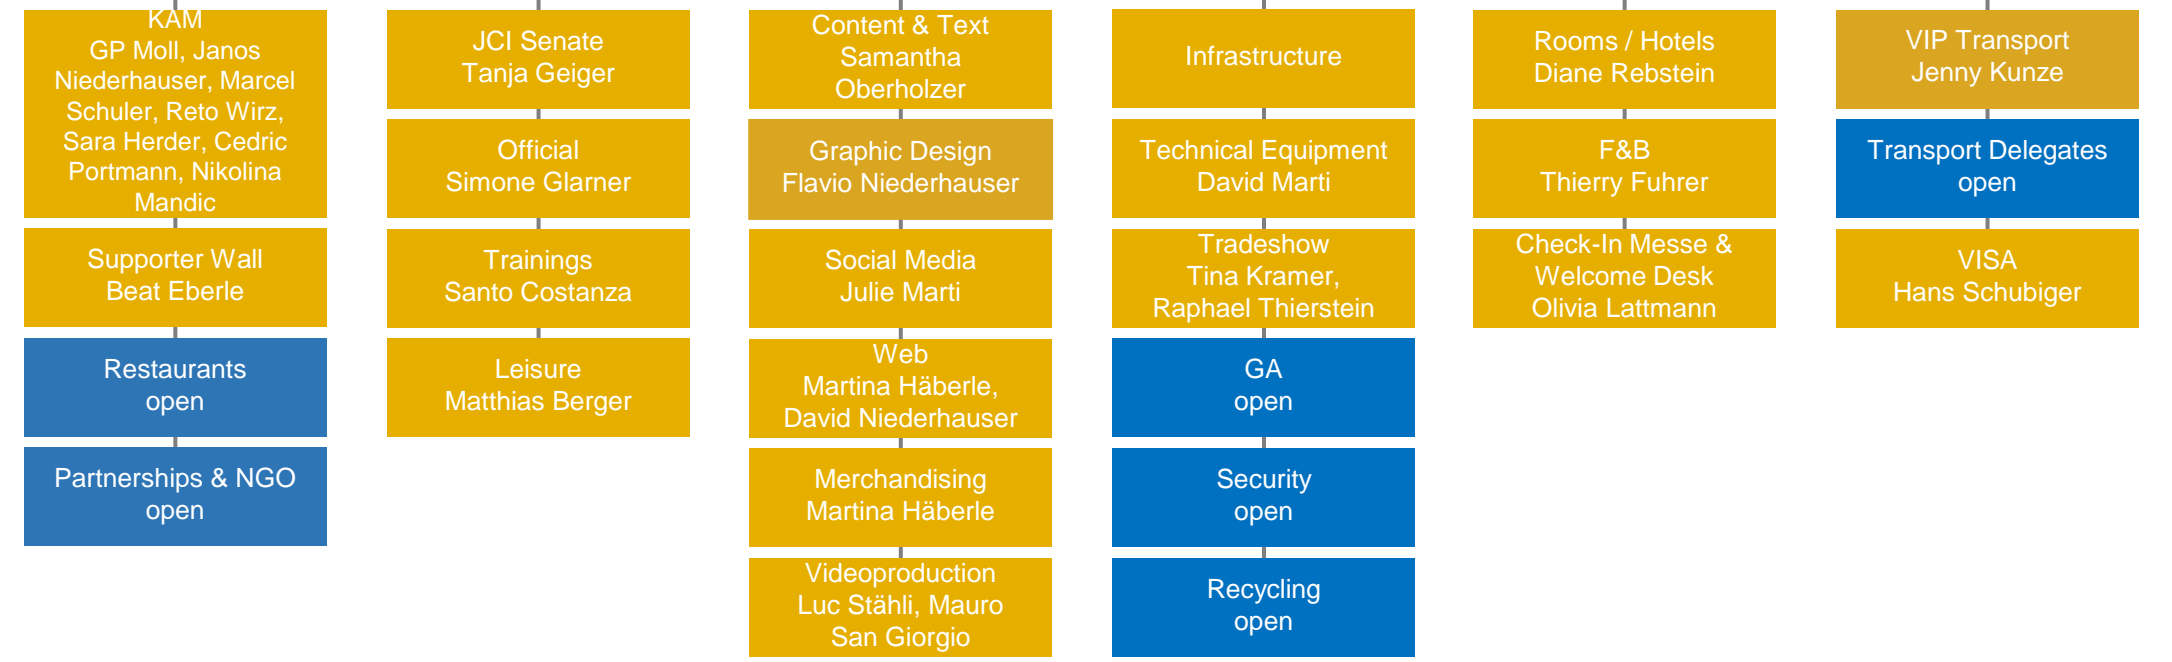 KAM
GP Moll, Janos
Niederhauser, Marcel
Schuler, Reto Wirz,
Sara Herder, Cedric
Portmann, Nikolina
Mandic
Supporter Wall
Beat Eberle
Restaurants
open
Partnerships & NGO
open
JCI Senate
Tanja Geiger
Official
Simone Glarner
Trainings
Santo Costanza
Leisure
Matthias Berger
Content & Text
Samantha
Oberholzer
Graphic Design
Flavio Niederhauser
Social Media
Julie Marti
Web
Martina Häberle,
David Niederhauser
Merchandising
Martina Häberle
Videoproduction
Luc Stähli, Mauro
San Giorgio
Infrastructure
Technical Equipment
David Marti
Tradeshow
Tina Kramer,
Raphael Thierstein
GA
open
Security
open
Recycling
open
Rooms / Hotels
Diane Rebstein
F&B
Thierry Fuhrer
Check-In Messe &
Welcome Desk
Olivia Lattmann
VIP Transport
Jenny Kunze
Transport Delegates
open
VISA
Hans Schubiger